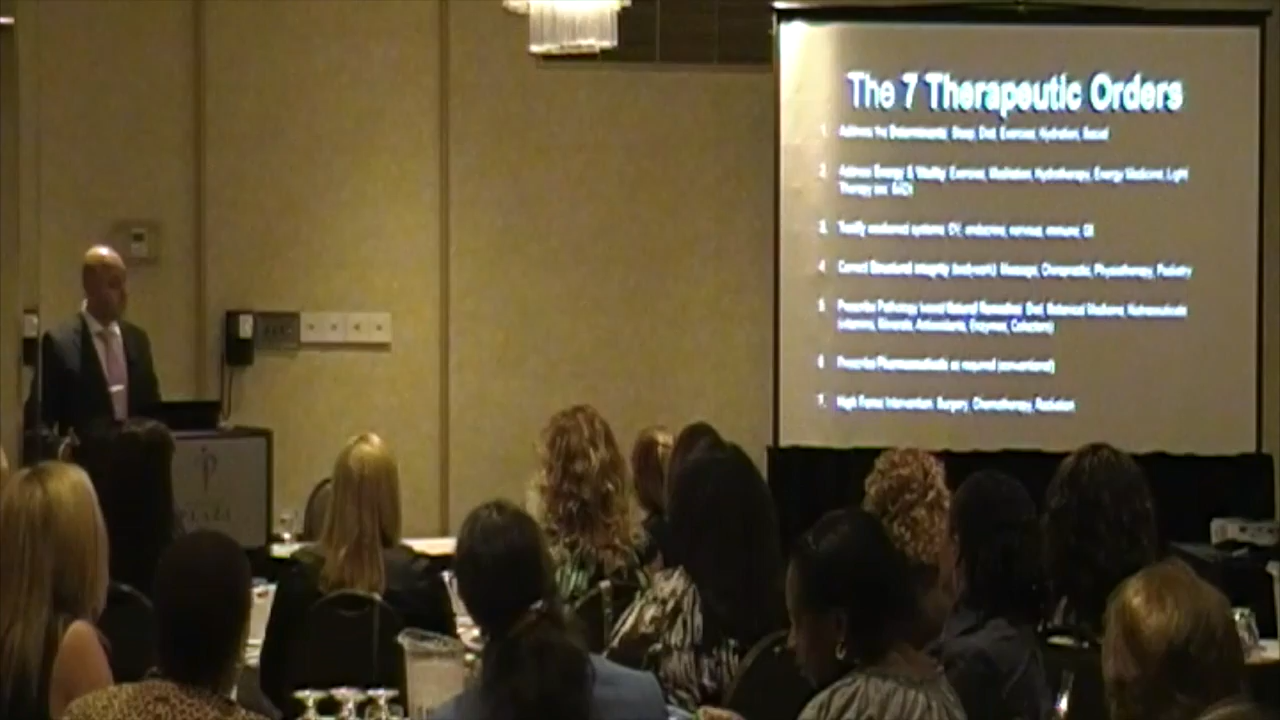 The 7 Therapeutic Orders
1. Address the Determinants: Sleep, Diet, Exercise, Hydration, Social
2. Address Energy & Vitality: Exercise, Meditation, Hydrotherapy, Energy Medicine, Light
Therapy
3. weakened systems: CV, endocrine, nervous, immune, GI
4. Correct Structural integrity Massage, Chiropractic, Physiotherapy, Podiatry
5. Prescribe Pathology based Natural Remedies: Diet, Botanical Medicine, Nutraceuticals
Minerals, Antioxidants, Enzymes,
6. Prescribe Pharmaceuticals as required (conventional)
7. High Force Intervention: Surgery, Chemotherapy, Radiation